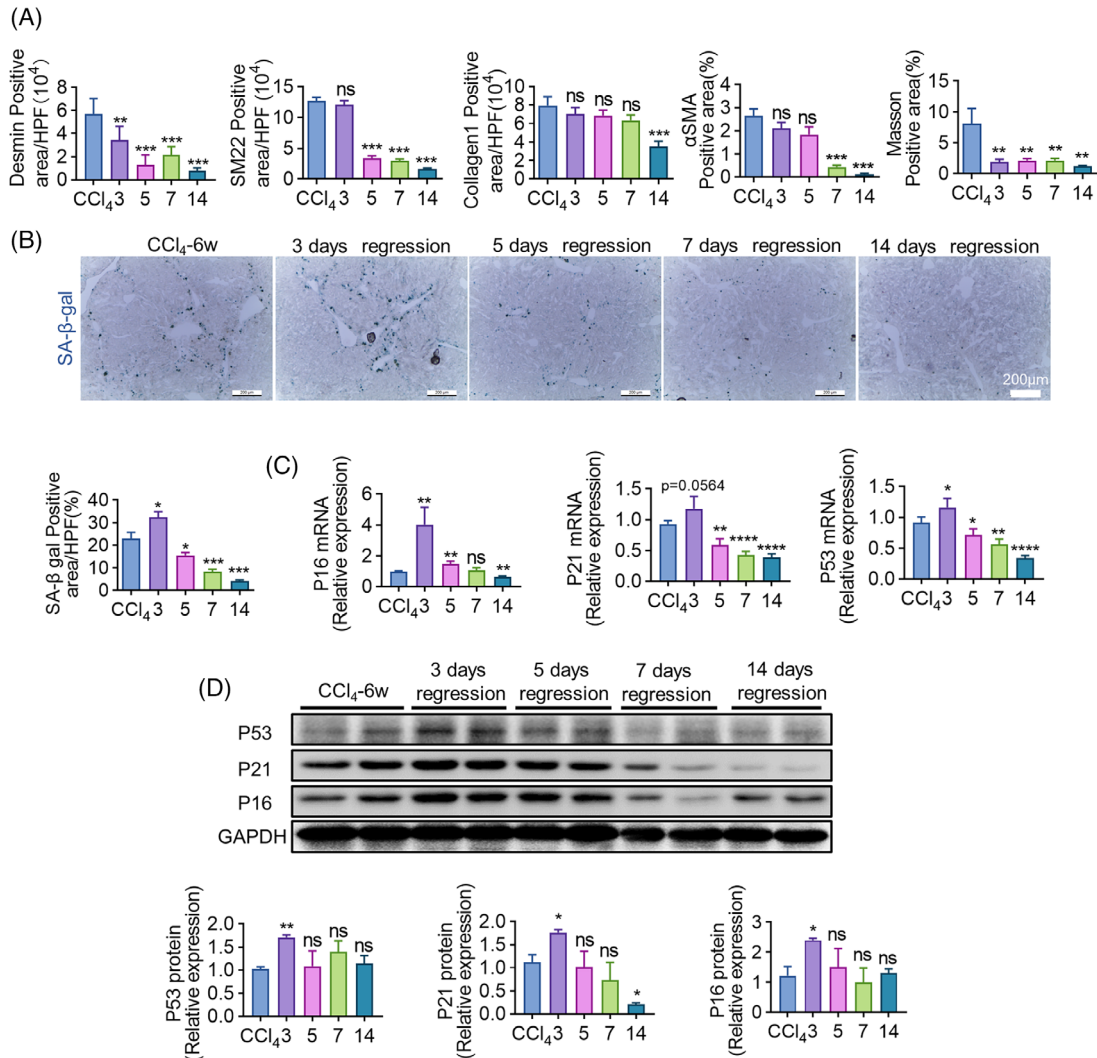 (A)
Desmin Positive
area/HPF (10⁴)
8
6
4
2
0
** *** *** ***
CCl₄ 3 5 7 14
SM22 Positive
area/HPF (10⁴)
15
10
5
0
ns *** *** ***
CCl₄ 3 5 7 14
Collagen1 Positive
area/HPF(10⁴)
15
10
5
0
ns ns ns ***
CCl₄ 3 5 7 14
αSMA
Positive area(%)
4
3
2
1
0
ns ns *** ***
CCl₄ 3 5 7 14
Masson
Positive area(%)
15
10
5
0
** ** ** **
CCl₄ 3 5 7 14
(B)
CCl₄-6w 3 days regression 5 days regression 7 days regression 14 days regression
SA-β-gal
200 μm 200 μm 200 μm 200 μm 200μm
SA-β gal Positive
area/HPF(%)
40
30
20
10
0
* * *** ***
CCl₄ 3 5 7 14
(C)
P16 mRNA
(Relative expression)
6
4
2
0
** ** ns **
CCl₄ 3 5 7 14
P21 mRNA
(Relative expression)
1.5
1.0
0.5
0.0
p=0.0564
** **** ****
CCl₄ 3 5 7 14
P53 mRNA
(Relative expression)
1.5
1.0
0.5
0.0
* * ** ****
CCl₄ 3 5 7 14
(D)
CCl₄-6w
3 days
regression
5 days
regression
7 days
regression
14 days
regression
P53
P21
P16
GAPDH
P53 protein
(Relative expression)
2.0
1.5
1.0
0.5
0.0
** ns ns ns
CCl₄ 3 5 7 14
P21 protein
(Relative expression)
2.0
1.5
1.0
0.5
0.0
* ns ns *
CCl₄ 3 5 7 14
P16 protein
(Relative expression)
3
2
1
0
* ns ns ns
CCl₄ 3 5 7 14